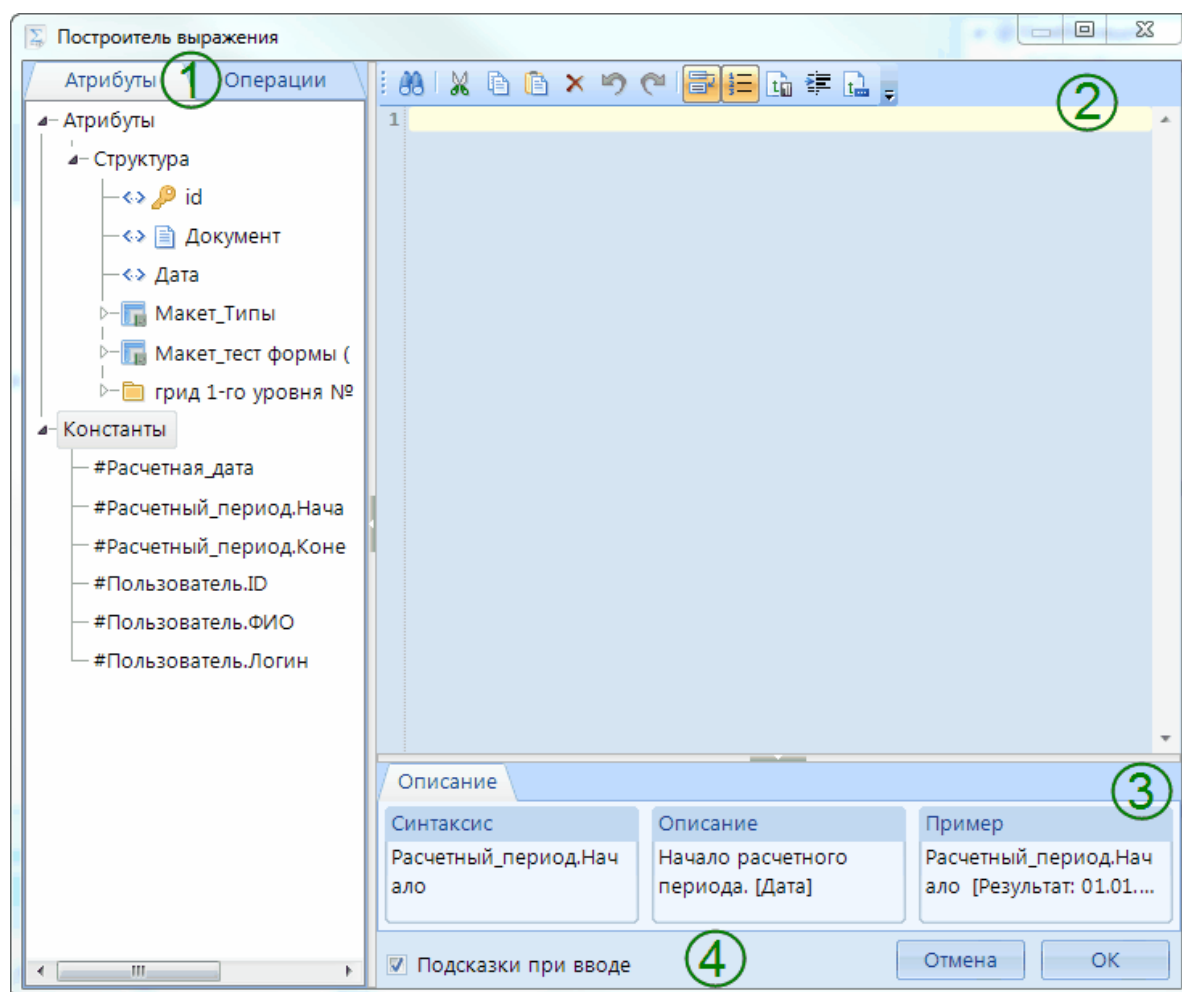 Построитель выражения
Атрибуты
1
Операции
2
Атрибуты
Структура
id
Документ
Дата
Макет_Типы
Макет_тест формы (
грид 1-го уровня №
Константы
#Расчетная_дата
#Расчетный_период.Нача
#Расчетный_период.Коне
#Пользователь.ID
#Пользователь.ФИО
#Пользователь.Логин
1
Описание
3
Синтаксис
Расчетный_период.Нач
ало
Описание
Начало расчетного
периода. [Дата]
Пример
Расчетный_период.Нач
ало [Результат: 01.01....
Подсказки при вводе
4
Отмена
OK